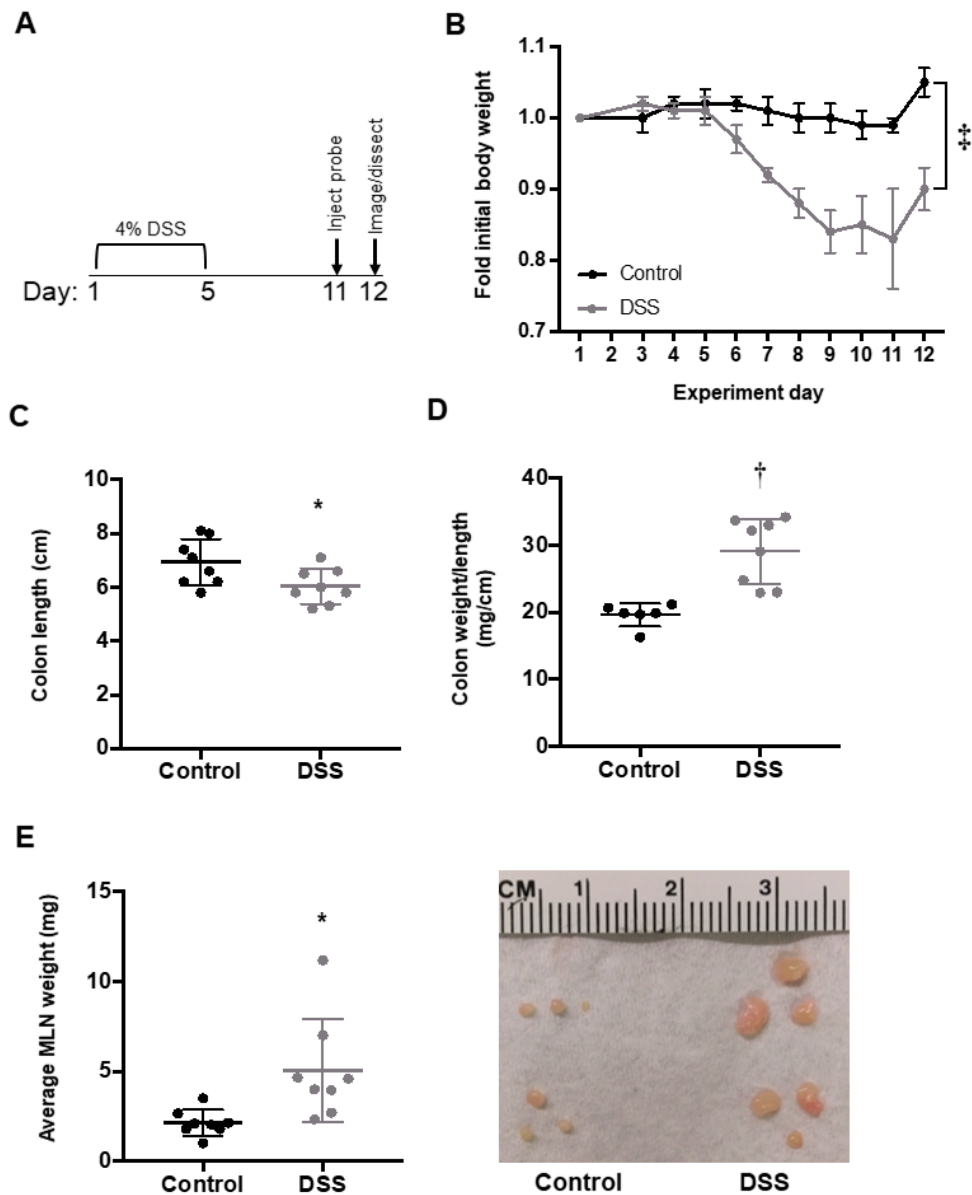 A
4% DSS
Inject probe
Image/dissect
Day: 1 5 11 12
B
Fold initial body weight
1.1
1.0
0.9
0.8
0.7
‡
Control
DSS
1 2 3 4 5 6 7 8 9 10 11 12
Experiment day
C
Colon length (cm)
10
8
6
4
2
0
*
Control DSS
D
Colon weight/length
(mg/cm)
40
30
20
10
0
†
Control DSS
E
Average MLN weight (mg)
15
10
5
0
*
Control DSS
CM 1 2 3
Control DSS